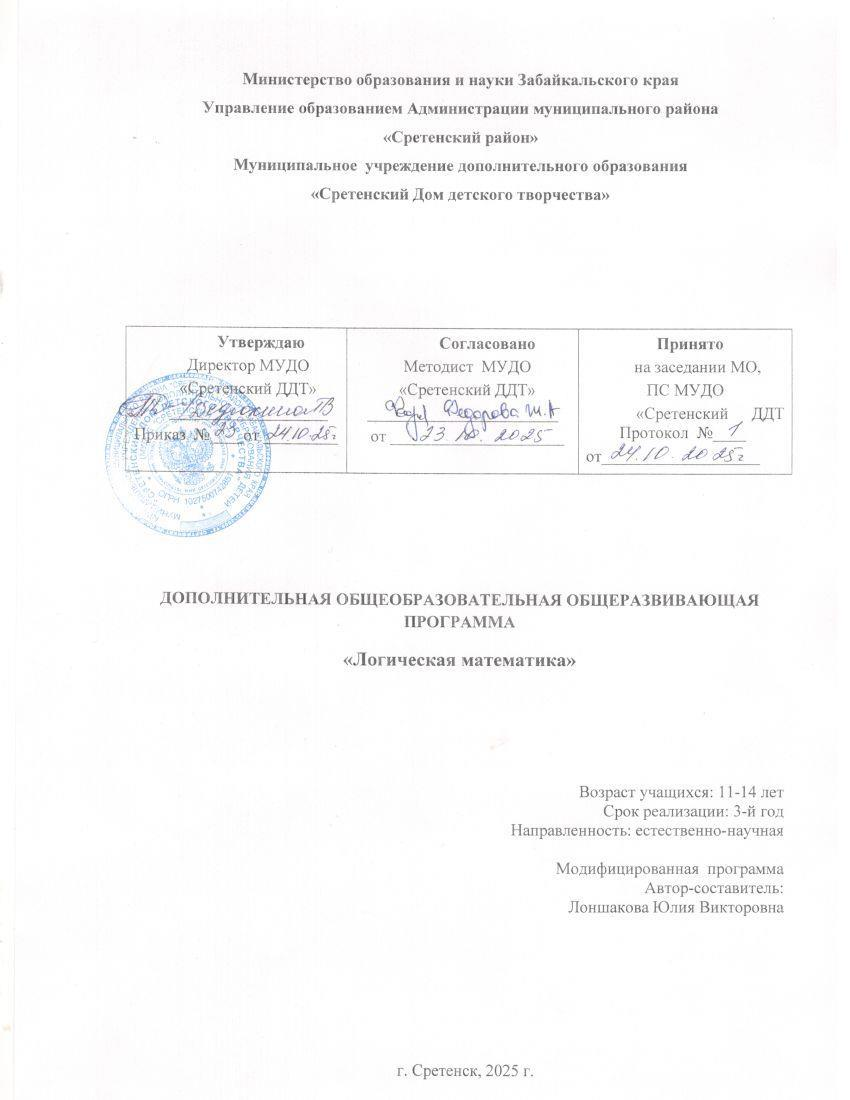 Министерство образования и науки Забайкальского края
Управление образованием Администрации муниципального района
«Сретенский район»
Муниципальное учреждение дополнительного образования
«Сретенский Дом детского творчества»
Утверждаю
Директор МУДО
«Сретенский ДДТ»
Приказ № 23 от 24.10.25г
Согласовано
Методист МУДО
«Сретенский ДДТ»
Федорова
от 23.10.2025
Принято
на заседании МО,
ПС МУДО
«Сретенский ДДТ
Протокол № 1
от 24.10.2025г
ДОПОЛНИТЕЛЬНАЯ ОБЩЕОБРАЗОВАТЕЛЬНАЯ ОБЩЕРАЗВИВАЮЩАЯ
ПРОГРАММА
«Логическая математика»
Возраст учащихся: 11-14 лет
Срок реализации: 3-й год
Направленность: естественно-научная
Модифицированная программа
Автор-составитель:
Лоншакова Юлия Викторовна
г. Сретенск, 2025 г.